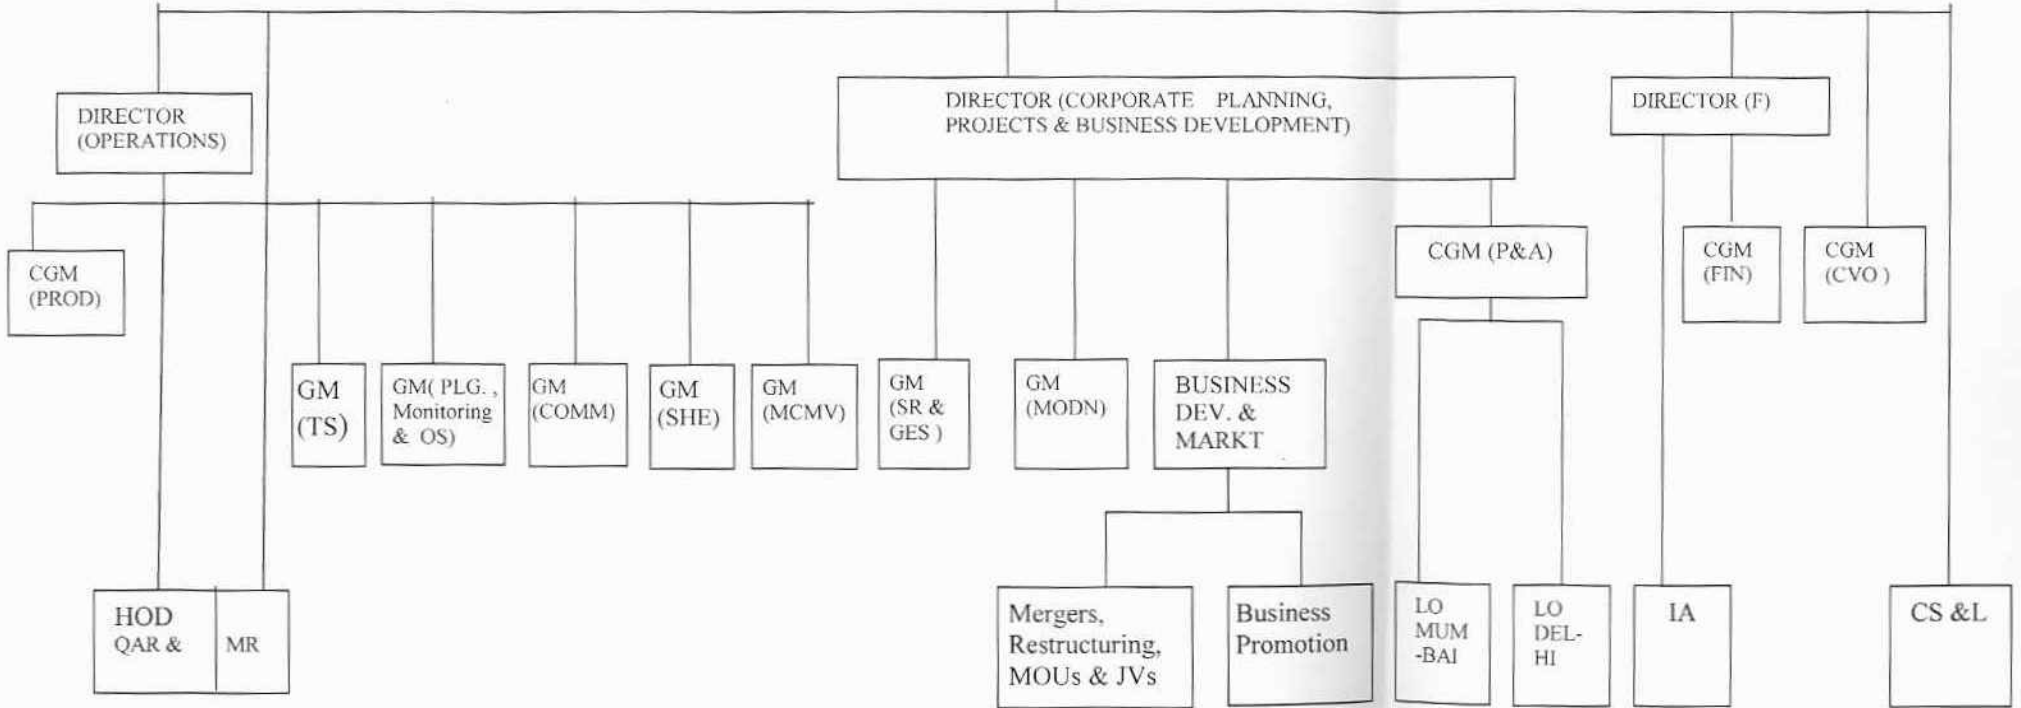 DIRECTOR
(OPERATIONS)
DIRECTOR (CORPORATE PLANNING,
PROJECTS & BUSINESS DEVELOPMENT)
DIRECTOR (F)
CGM
(PROD)
CGM (P&A)
CGM
(FIN)
CGM
(CVO )
GM
(TS)
GM( PLG. ,
Monitoring
& OS)
GM
(COMM)
GM
(SHE)
GM
(MCMV)
GM
(SR &
GES )
GM
(MODN)
BUSINESS
DEV. &
MARKT
HOD
QAR &
MR
Mergers,
Restructuring,
MOUs & JVs
Business
Promotion
LO
MUM
-BAI
LO
DEL-
HI
IA
CS &L